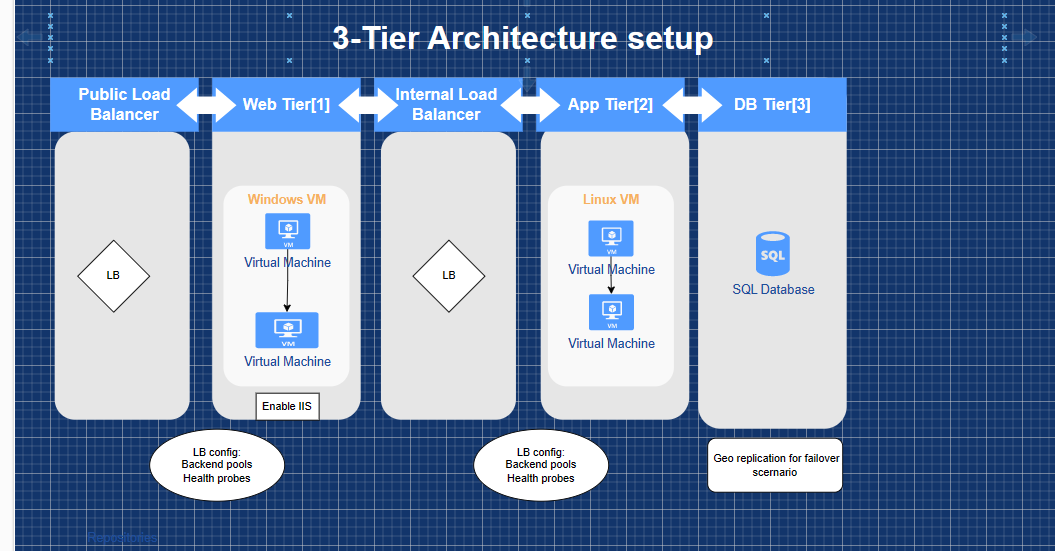 3-Tier Architecture setup
Public Load
Balancer
Web Tier[1]
Internal Load
Balancer
App Tier[2]
DB Tier[3]
Windows VM
VM
Virtual Machine
VM
Virtual Machine
Enable IIS
LB
LB
Linux VM
VM
Virtual Machine
VM
Virtual Machine
SQL
SQL Database
LB config:
Backend pools
Health probes
LB config:
Backend pools
Health probes
Geo replication for failover
scernario
Repositories